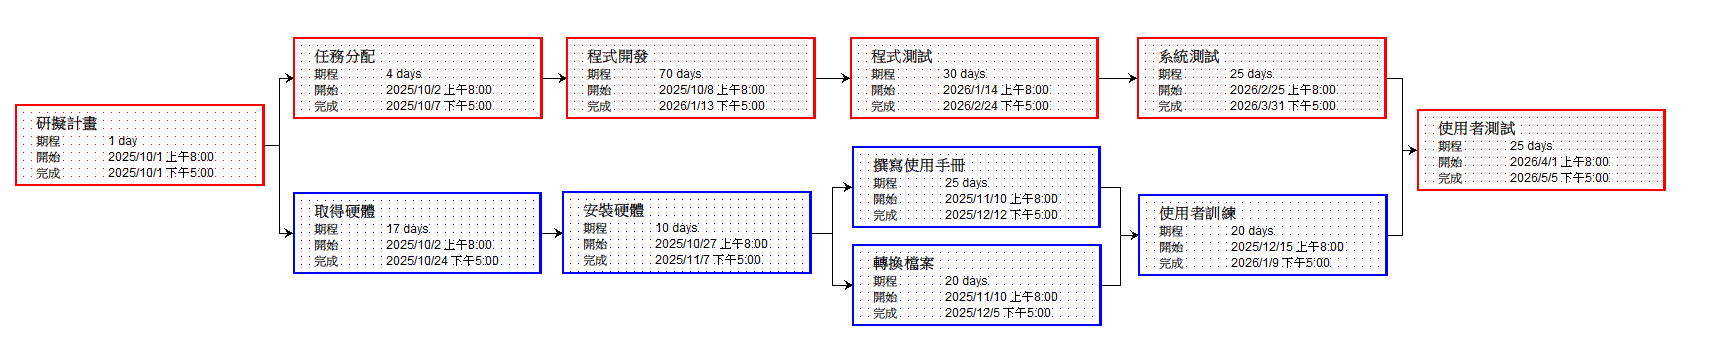 研擬計畫
期程 1 day
開始 2025/10/1 上午8:00
完成 2025/10/1 下午5:00
任務分配
期程 4 days
開始 2025/10/2 上午8:00
完成 2025/10/7 下午5:00
程式開發
期程 70 days
開始 2025/10/8 上午8:00
完成 2026/1/13 下午5:00
程式測試
期程 30 days
開始 2026/1/14 上午8:00
完成 2026/2/24 下午5:00
系統測試
期程 25 days
開始 2026/2/25 上午8:00
完成 2026/3/31 下午5:00
取得硬體
期程 17 days
開始 2025/10/2 上午8:00
完成 2025/10/24 下午5:00
安裝硬體
期程 10 days
開始 2025/10/27 上午8:00
完成 2025/11/7 下午5:00
撰寫使用手冊
期程 25 days
開始 2025/11/10 上午8:00
完成 2025/12/12 下午5:00
轉換檔案
期程 20 days
開始 2025/11/10 上午8:00
完成 2025/12/5 下午5:00
使用者訓練
期程 20 days
開始 2025/12/15 上午8:00
完成 2026/1/9 下午5:00
使用者測試
期程 25 days
開始 2026/4/1 上午8:00
完成 2026/5/5 下午5:00